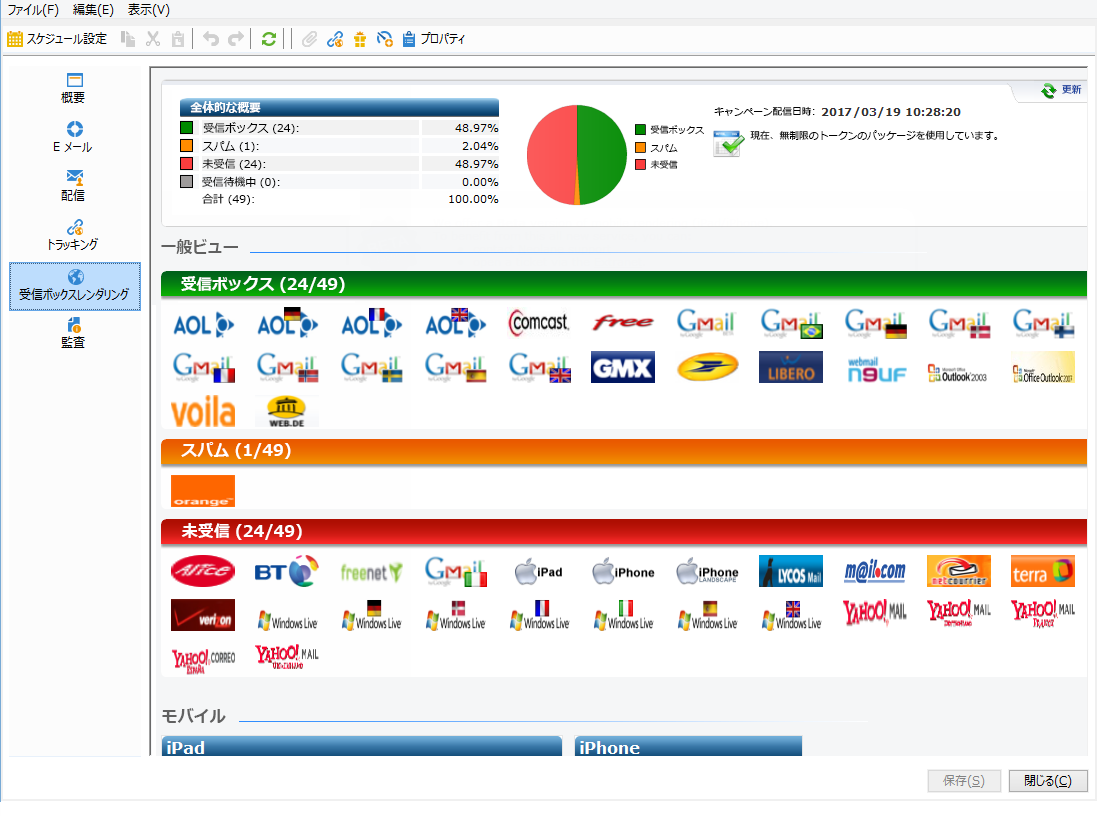 ファイル(F) 編集(E) 表示(V)
スケジュール設定 プロパティ
概要
E メール
配信
トラッキング
受信ボックスレンダリング
監査
更新
全体的な概要
受信ボックス (24): 48.97%
スパム (1): 2.04%
未受信 (24): 48.97%
受信待機中 (0): 0.00%
合計 (49): 100.00%
受信ボックス
スパム
未受信
キャンペーン配信日時: 2017/03/19 10:28:20
現在、無制限のトークンのパッケージを使用しています。
一般ビュー
受信ボックス (24/49)
AOL AOL AOL AOL Comcast. free GMail GMail GMail GMail GMail
GMail GMail GMail GMail GMail GMX LIBERO webmail n9uf Microsoft Office Outlook 2003 Microsoft Office Outlook 2007
voila WEB.DE
スパム (1/49)
orange™
未受信 (24/49)
Alice BT freenet GMail iPad iPhone iPhone LANDSCAPE LYCOS Mail m@il.com netcourrier terra
verizon Windows Live Windows Live Windows Live Windows Live Windows Live Windows Live Windows Live YAHOO! MAIL YAHOO! MAIL DEUTSCHLAND YAHOO! MAIL FRANCE
YAHOO! CORREO ESPAÑA YAHOO! MAIL
モバイル
iPad iPhone
保存(S) 閉じる(C)